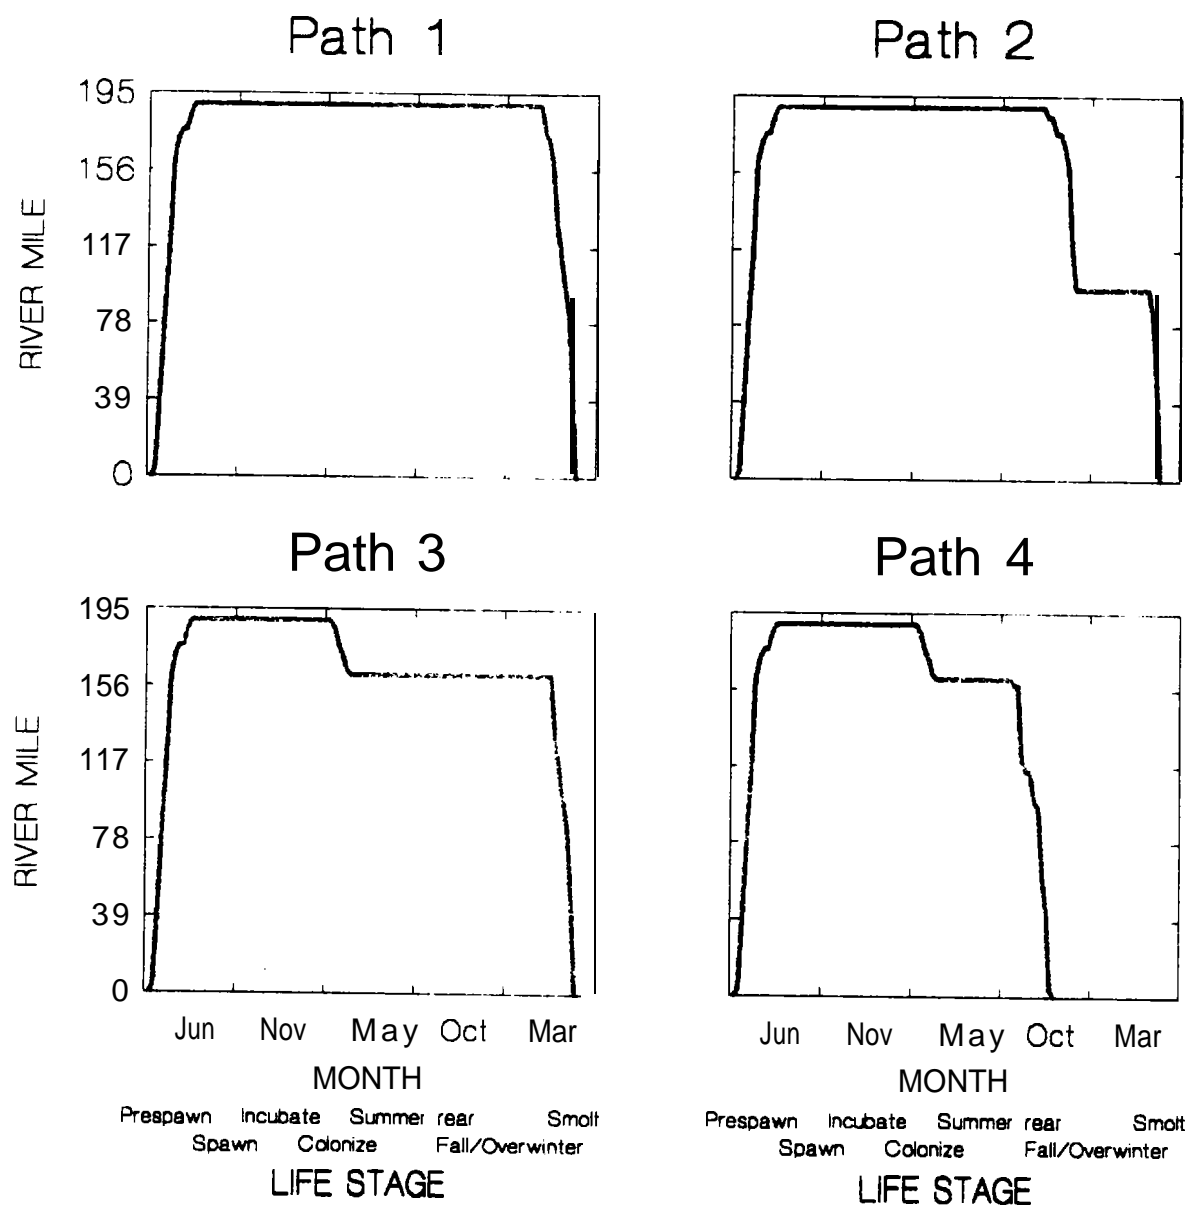 Path 1
Path 2
195
156
117
78
39
0
RIVER MILE
Path 3
Path 4
195
156
117
78
39
0
RIVER MILE
Jun Nov May Oct Mar
Jun Nov May Oct Mar
MONTH
MONTH
Prespawn Incubate Summer rear Smolt
Spawn Colonize Fall/Overwinter
LIFE STAGE
Prespawn Incubate Summer rear Smolt
Spawn Colonize Fall/Overwinter
LIFE STAGE